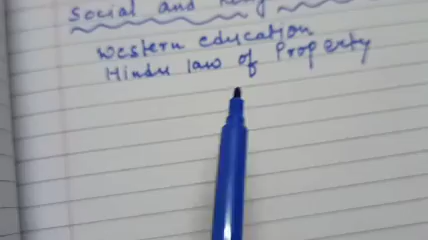 Social and
Western education
Hindu law of Property